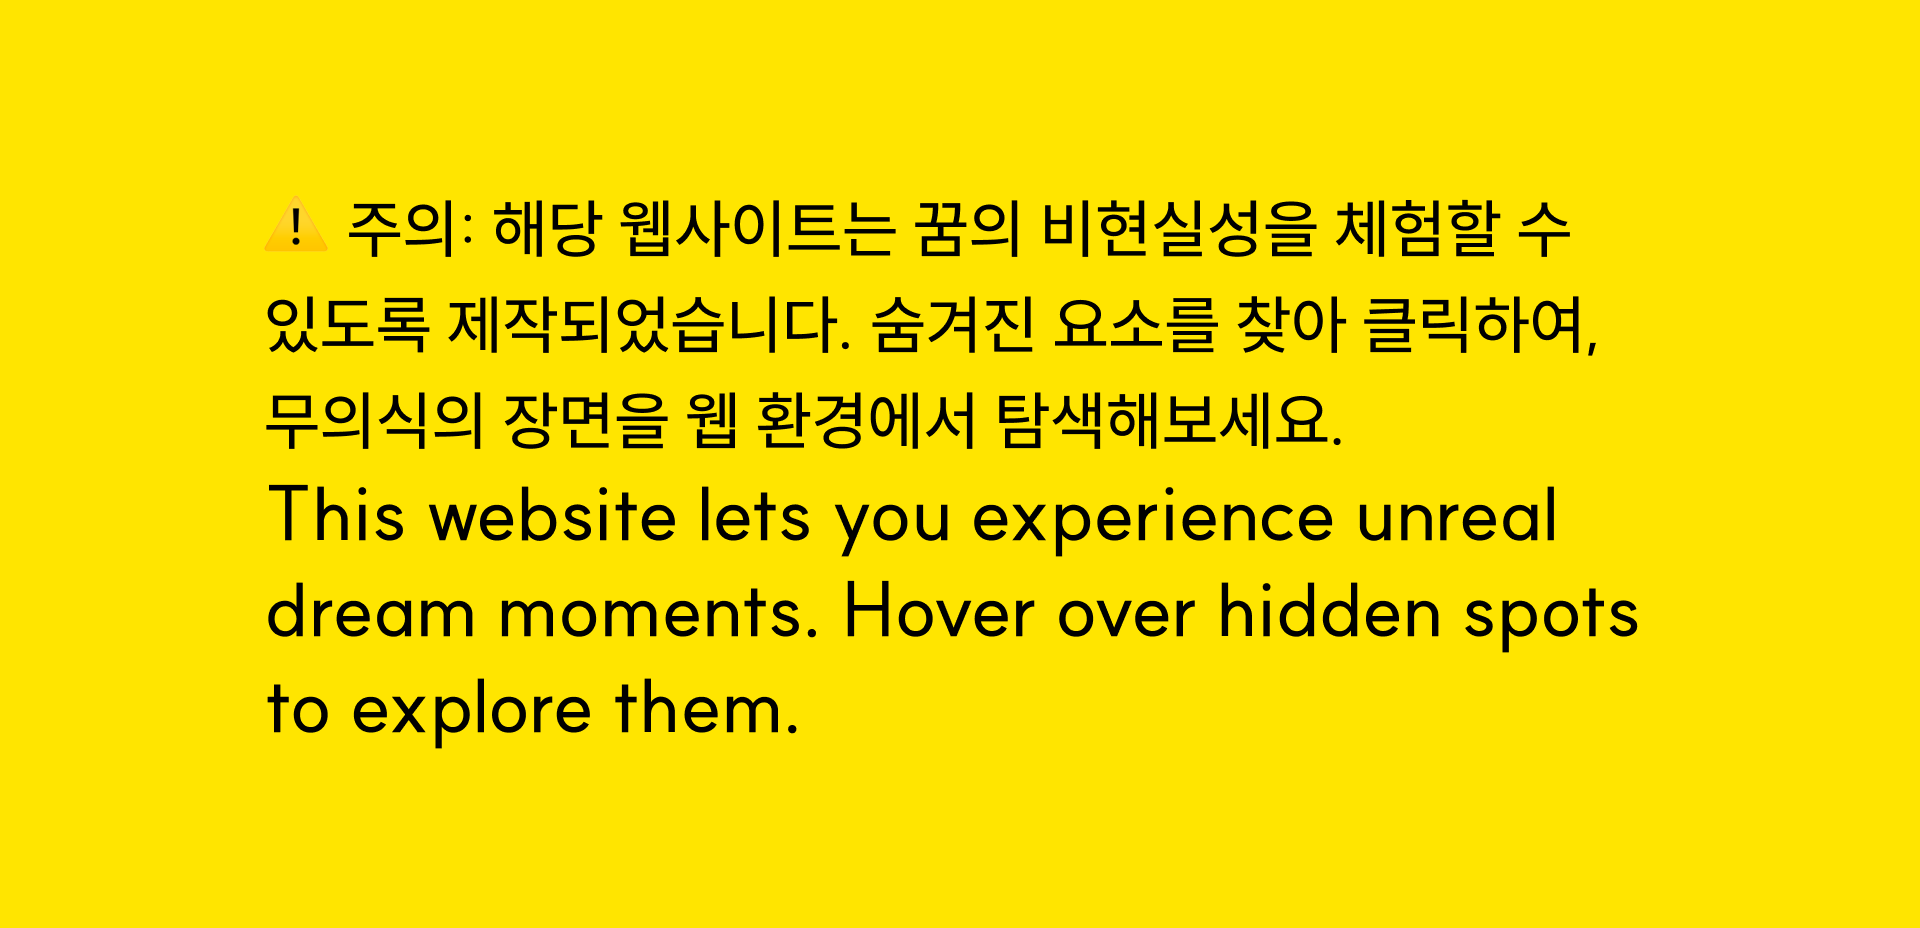 ⚠️ 주의: 해당 웹사이트는 꿈의 비현실성을 체험할 수
있도록 제작되었습니다. 숨겨진 요소를 찾아 클릭하여,
무의식의 장면을 웹 환경에서 탐색해보세요.
This website lets you experience unreal
dream moments. Hover over hidden spots
to explore them.